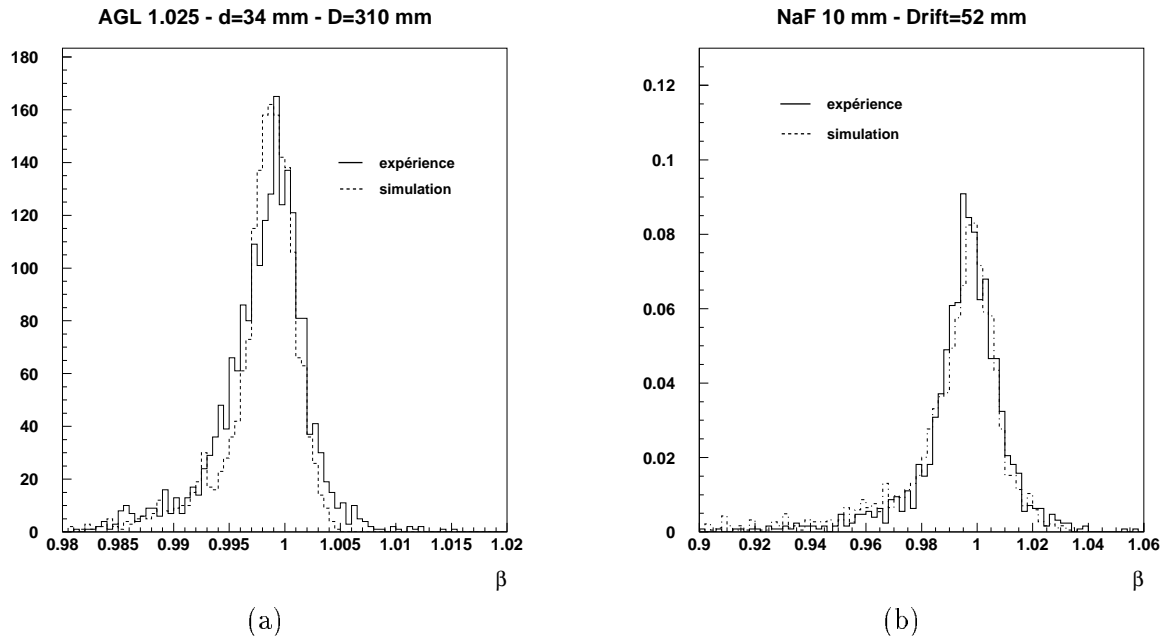 AGL 1.025 - d=34 mm - D=310 mm
180
160
140
120
100
80
60
40
20
0
expérience
simulation
0.98 0.985 0.99 0.995 1 1.005 1.01 1.015 1.02
β
(a)
NaF 10 mm - Drift=52 mm
0.12
0.1
0.08
0.06
0.04
0.02
0
expérience
simulation
0.9 0.92 0.94 0.96 0.98 1 1.02 1.04 1.06
β
(b)